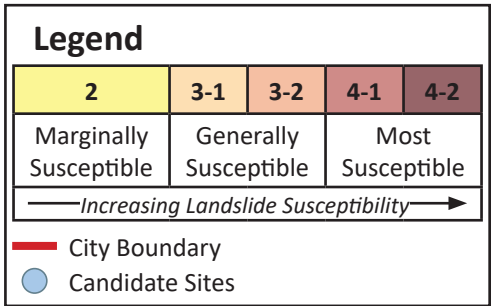 Legend
2 3-1 3-2 4-1 4-2
Marginally Generally Most
Susceptible Susceptible Susceptible
Increasing Landslide Susceptibility
City Boundary
Candidate Sites